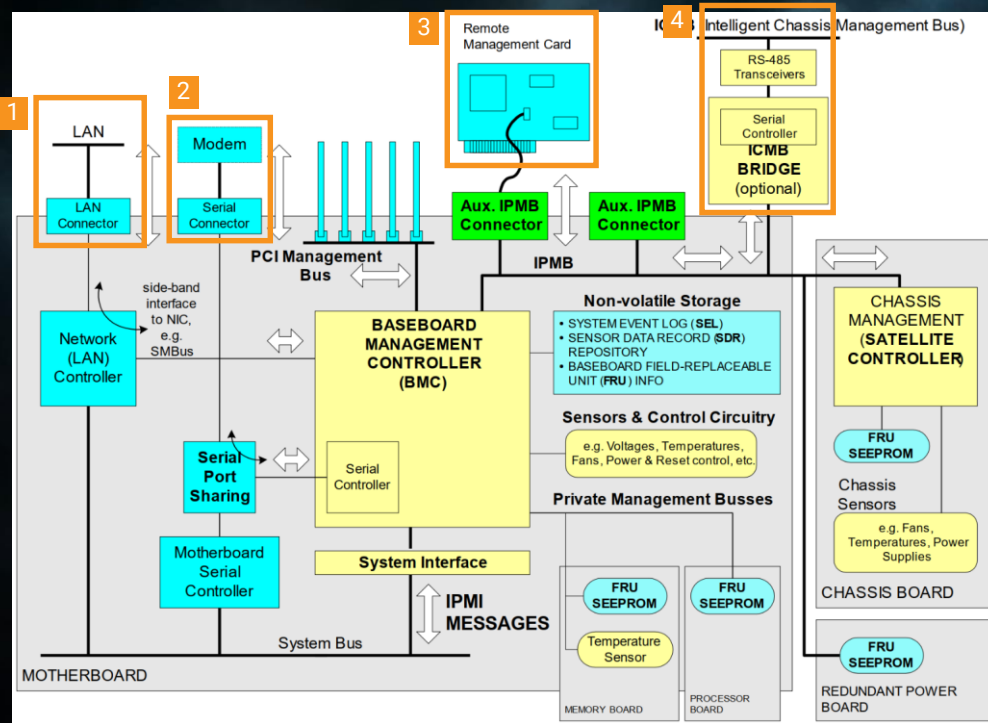 1
2
3
4
Remote
Management Card
(Intelligent Chassis Management Bus)
RS-485
Transceivers
Serial
Controller
ICMB
BRIDGE
(optional)
LAN
LAN
Connector
Modem
Serial
Connector
Aux. IPMB
Connector
Aux. IPMB
Connector
PCI Management
Bus
IPMB
side-band
interface
to NIC,
e.g.
SMBus
Network
(LAN)
Controller
BASEBOARD
MANAGEMENT
CONTROLLER
(BMC)
Serial
Controller
Non-volatile Storage
• SYSTEM EVENT LOG (SEL)
• SENSOR DATA RECORD (SDR)
REPOSITORY
• BASEBOARD FIELD-REPLACEABLE
UNIT (FRU) INFO
Sensors & Control Circuitry
e.g. Voltages, Temperatures,
Fans, Power & Reset control, etc.
Private Management Busses
CHASSIS
MANAGEMENT
(SATELLITE
CONTROLLER)
FRU
SEEPROM
Chassis
Sensors
e.g. Fans,
Temperatures, Power
Supplies
CHASSIS BOARD
Serial
Port
Sharing
Motherboard
Serial
Controller
System Interface
IPMI
MESSAGES
System Bus
MOTHERBOARD
FRU
SEEPROM
Temperature
Sensor
MEMORY BOARD
FRU
SEEPROM
PROCESSOR
BOARD
FRU
SEEPROM
REDUNDANT POWER
BOARD